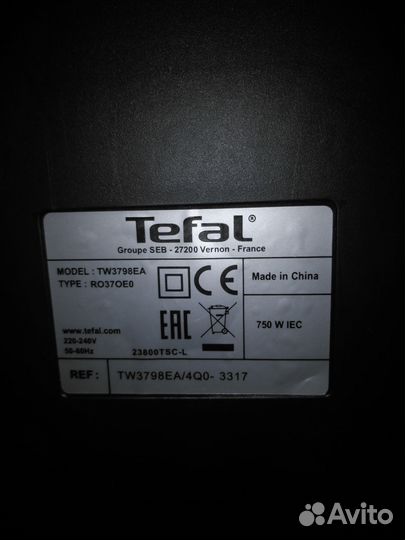 Tefal®
Groupe SEB - 27200 Vernon - France
MODEL : TW3798EA
TYPE : RO37OE0
CE
Made in China
www.tefal.com
220-240V
50-60Hz
EAC
23800TSC-L
750 W IEC
REF : TW3798EA/4Q0- 3317
Avito